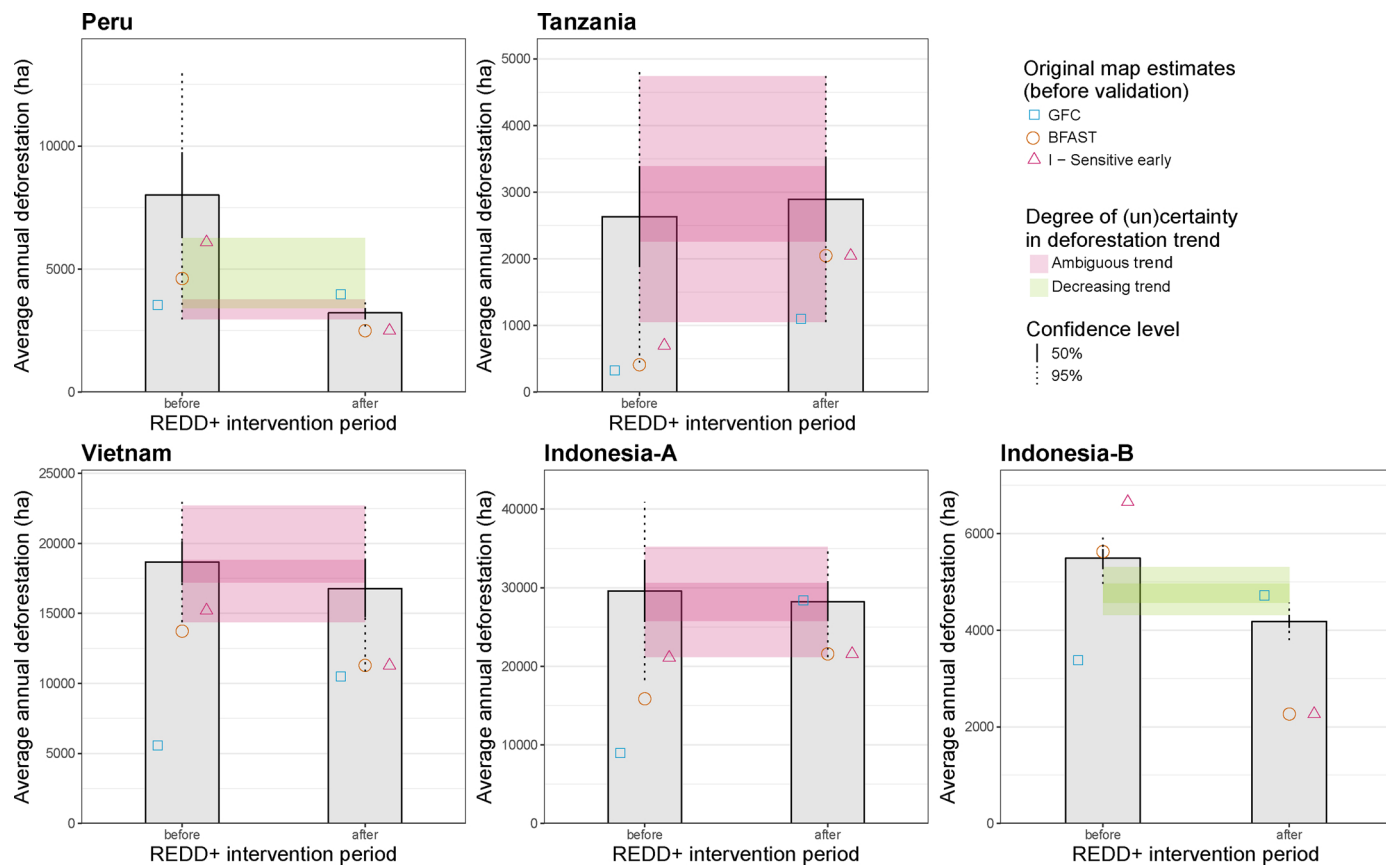 Peru
Average annual deforestation (ha)
10000
5000
0
before
after
REDD+ intervention period
Tanzania
Average annual deforestation (ha)
5000
4000
3000
2000
1000
0
before
after
REDD+ intervention period
Original map estimates
(before validation)
GFC
BFAST
I − Sensitive early
Degree of (un)certainty
in deforestation trend
Ambiguous trend
Decreasing trend
Confidence level
50%
95%
Vietnam
Average annual deforestation (ha)
25000
20000
15000
10000
5000
0
before
after
REDD+ intervention period
Indonesia-A
Average annual deforestation (ha)
40000
30000
20000
10000
0
before
after
REDD+ intervention period
Indonesia-B
Average annual deforestation (ha)
6000
4000
2000
0
before
after
REDD+ intervention period